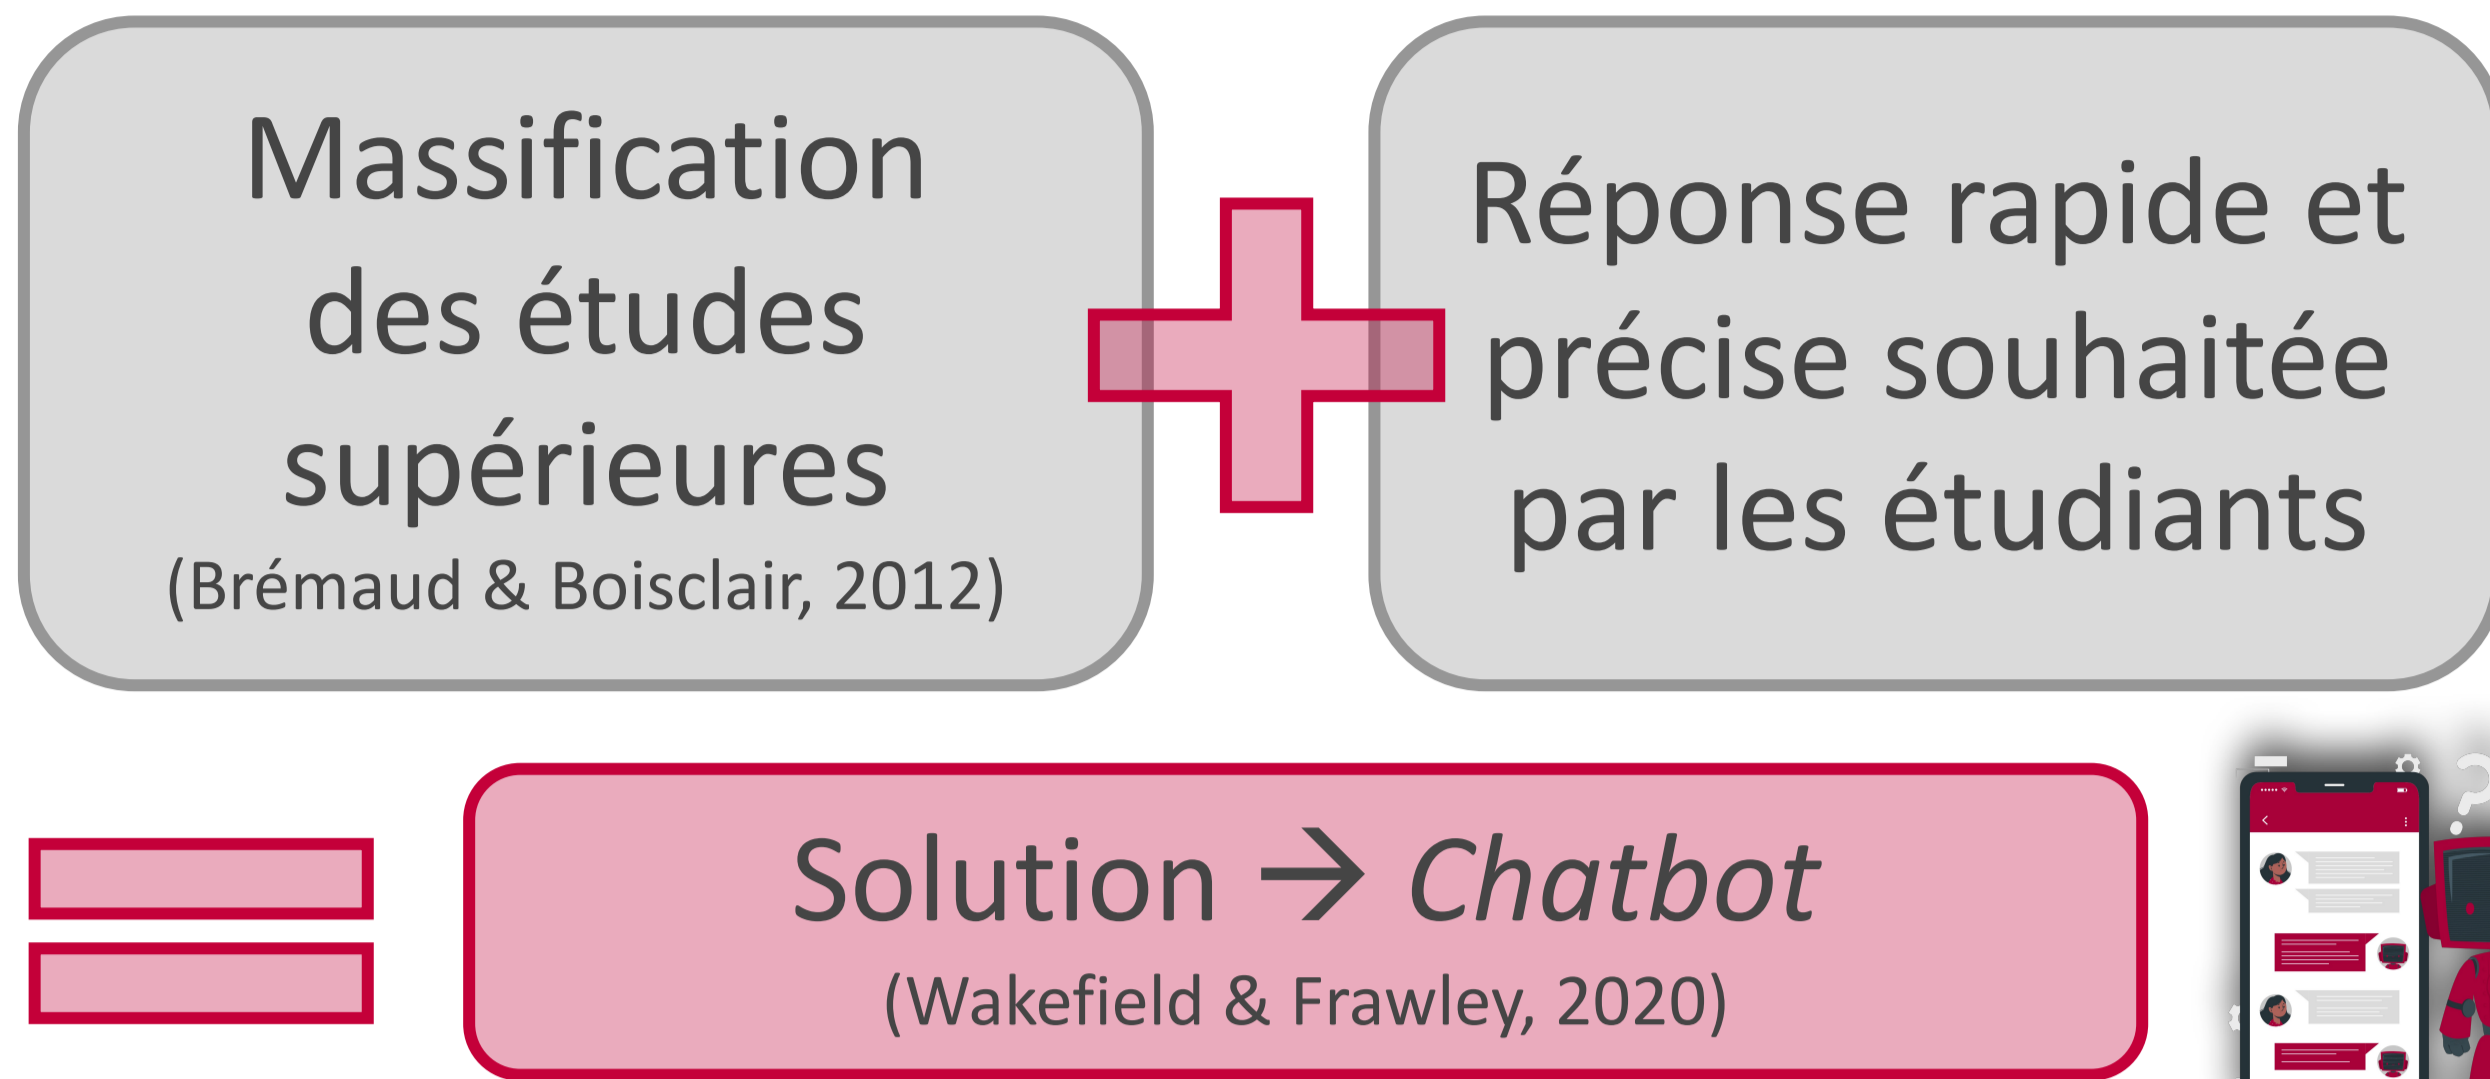 Massification
des études
supérieures
(Brémaud & Boisclair, 2012)
Réponse rapide et
précise souhaitée
par les étudiants
Solution → Chatbot
(Wakefield & Frawley, 2020)